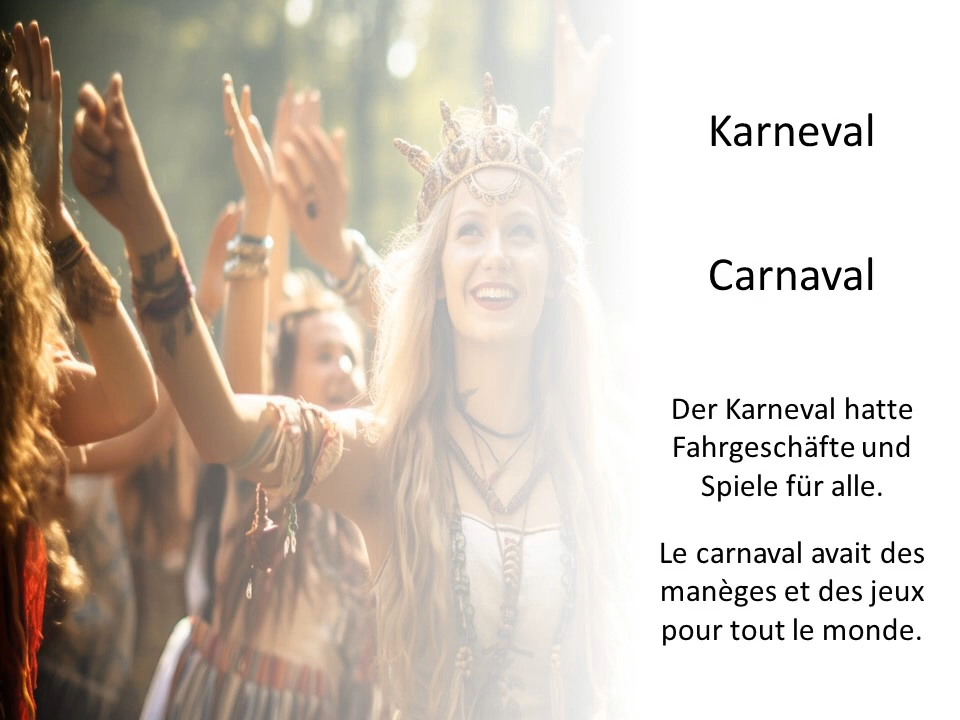 Karneval
Carnaval
Der Karneval hatte
Fahrgeschäfte und
Spiele für alle.
Le carnaval avait des
manèges et des jeux
pour tout le monde.